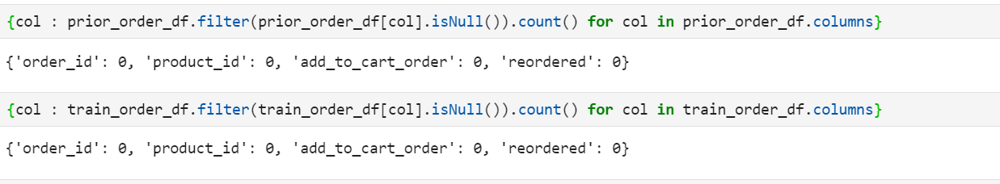 {col : prior_order_df.filter(prior_order_df[col].isNull()).count() for col in prior_order_df.columns}
{'order_id': 0, 'product_id': 0, 'add_to_cart_order': 0, 'reordered': 0}
{col : train_order_df.filter(train_order_df[col].isNull()).count() for col in train_order_df.columns}
{'order_id': 0, 'product_id': 0, 'add_to_cart_order': 0, 'reordered': 0}